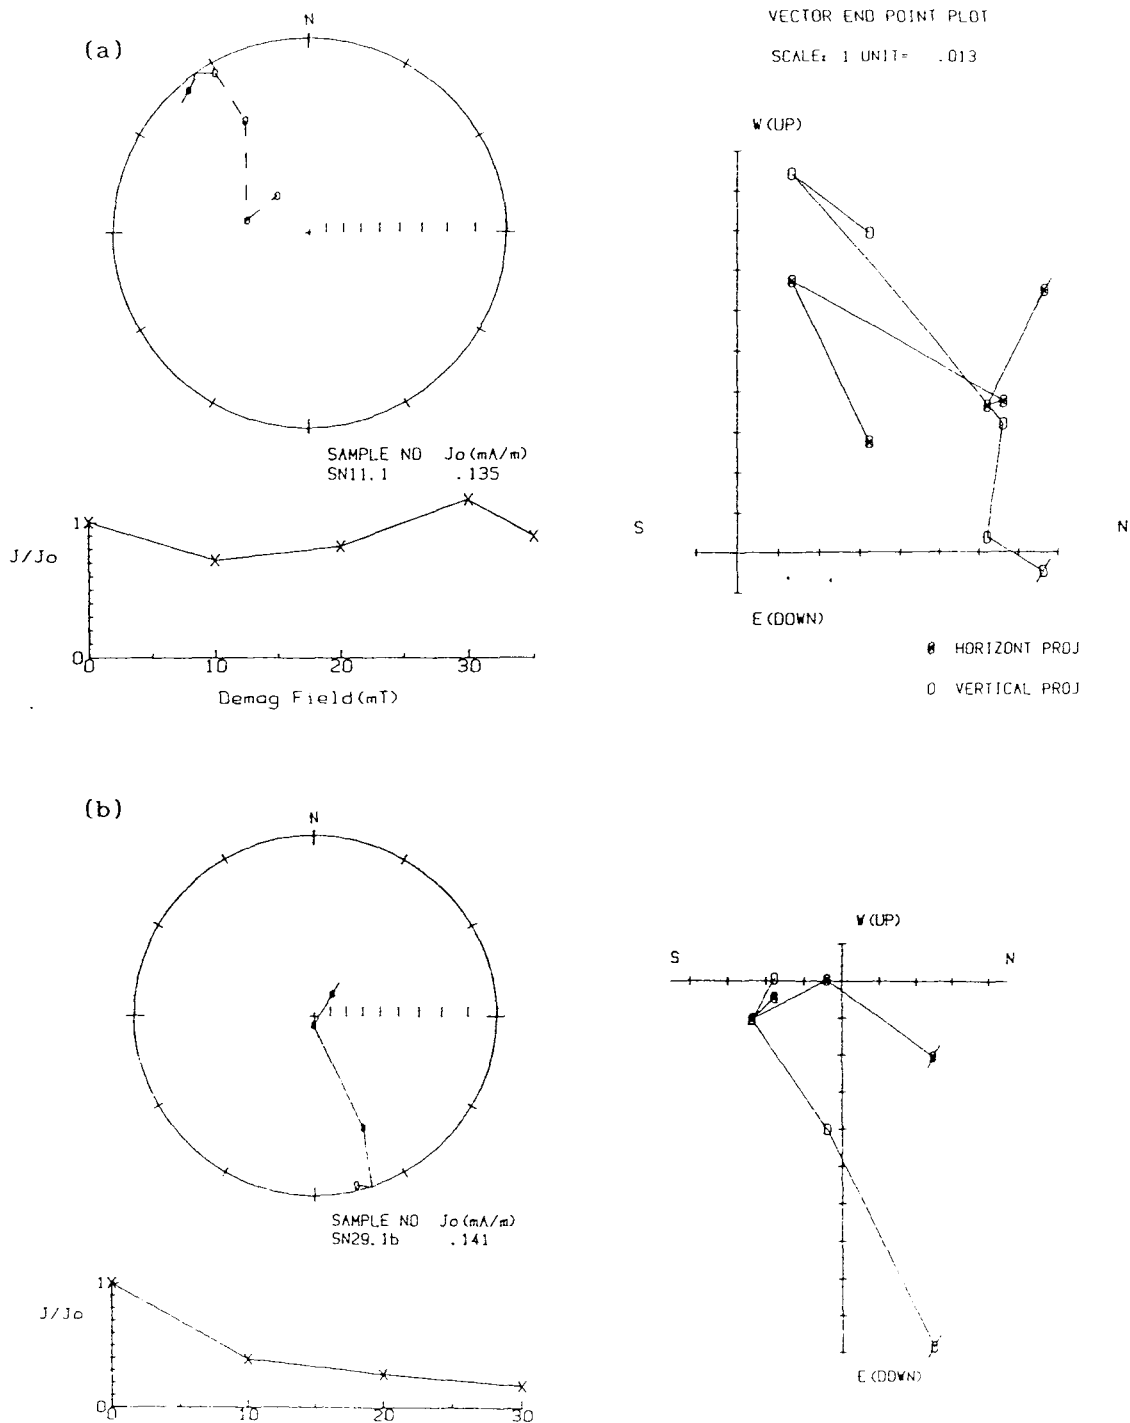 (a)
N
VECTOR END POINT PLOT
SCALE: 1 UNIT= .013
W (UP)
SAMPLE NO Jo (mA/m)
SN11.1 .135
S N
1
J/Jo
0
0 10 20 30
Demag Field (mT)
E (DOWN)
HORIZONT PROJ
VERTICAL PROJ
(b)
N
W (UP)
S N
SAMPLE NO Jo (mA/m)
SN29.1b .141
1
J/Jo
0
0 10 20 30
E (DOWN)